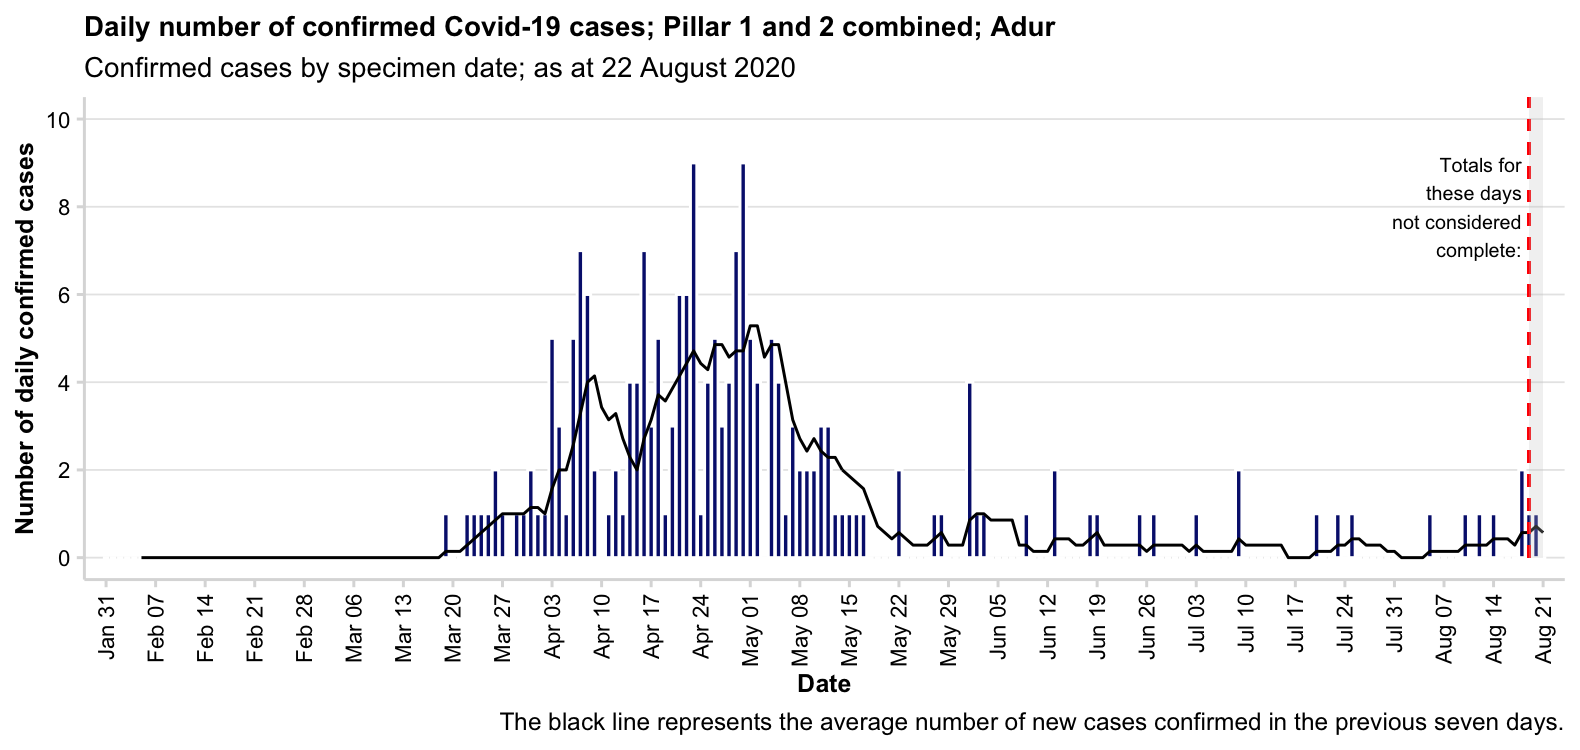 Daily number of confirmed Covid-19 cases; Pillar 1 and 2 combined; Adur
Confirmed cases by specimen date; as at 22 August 2020
Number of daily confirmed cases
10
8
6
4
2
0
Totals for
these days
not considered
complete:
Jan 31
Feb 07
Feb 14
Feb 21
Feb 28
Mar 06
Mar 13
Mar 20
Mar 27
Apr 03
Apr 10
Apr 17
Apr 24
May 01
May 08
May 15
May 22
May 29
Jun 05
Jun 12
Jun 19
Jun 26
Jul 03
Jul 10
Jul 17
Jul 24
Jul 31
Aug 07
Aug 14
Aug 21
Date
The black line represents the average number of new cases confirmed in the previous seven days.